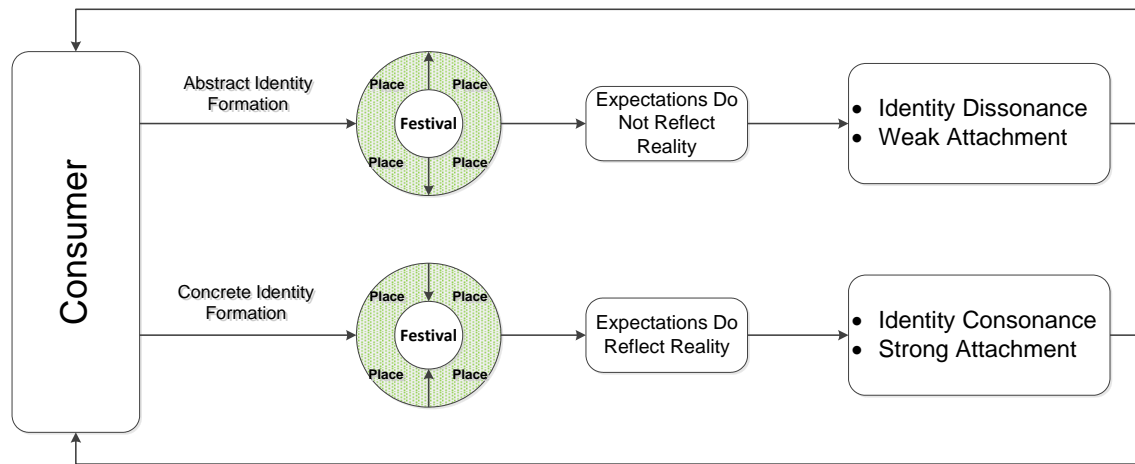 Consumer
Abstract Identity
Formation
Place
Place
Festival
Place
Place
Expectations Do
Not Reflect
Reality
• Identity Dissonance
• Weak Attachment
Concrete Identity
Formation
Place
Place
Festival
Place
Place
Expectations Do
Reflect Reality
• Identity Consonance
• Strong Attachment